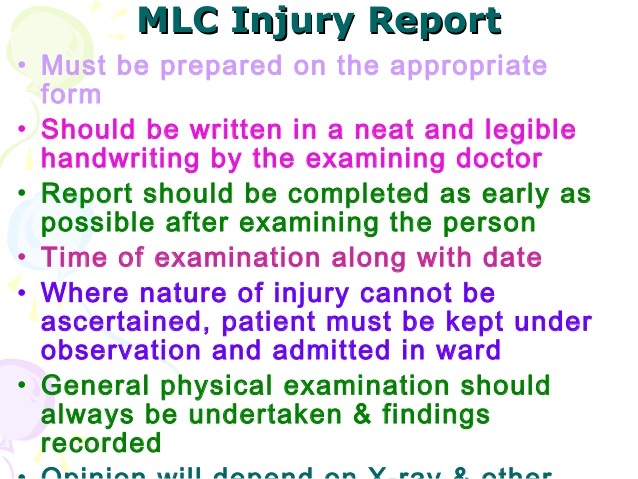 MLC Injury Report
• Must be prepared on the appropriate
form
• Should be written in a neat and legible
handwriting by the examining doctor
• Report should be completed as early as
possible after examining the person
• Time of examination along with date
• Where nature of injury cannot be
ascertained, patient must be kept under
observation and admitted in ward
• General physical examination should
always be undertaken & findings
recorded
• Opinion will depend on X-ray & other